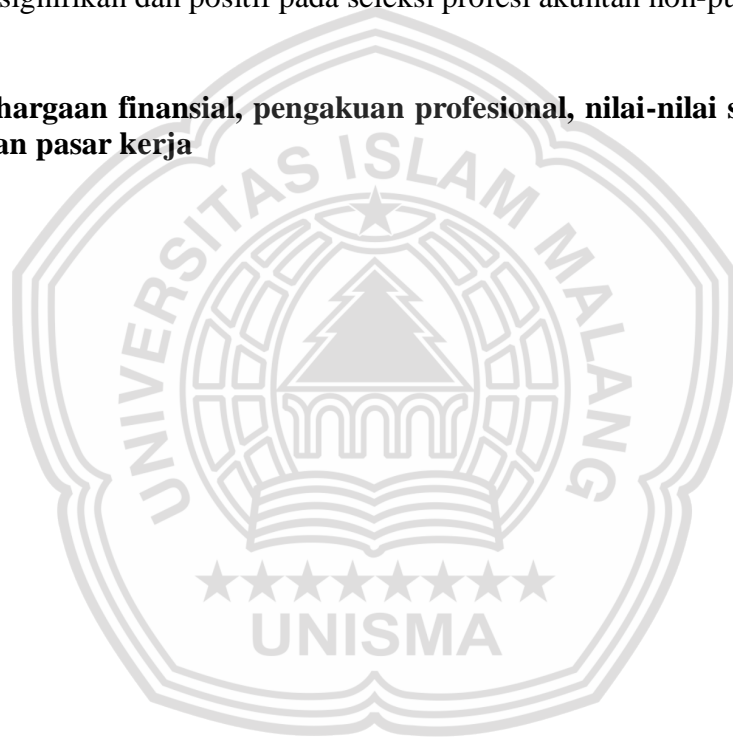 signifikan dan positif pada seleksi profesi akuntan non-pu
hargaan finansial, pengakuan profesional, nilai-nilai s
an pasar kerja
UNIVERSITAS ISLAM MALANG
UNISMA